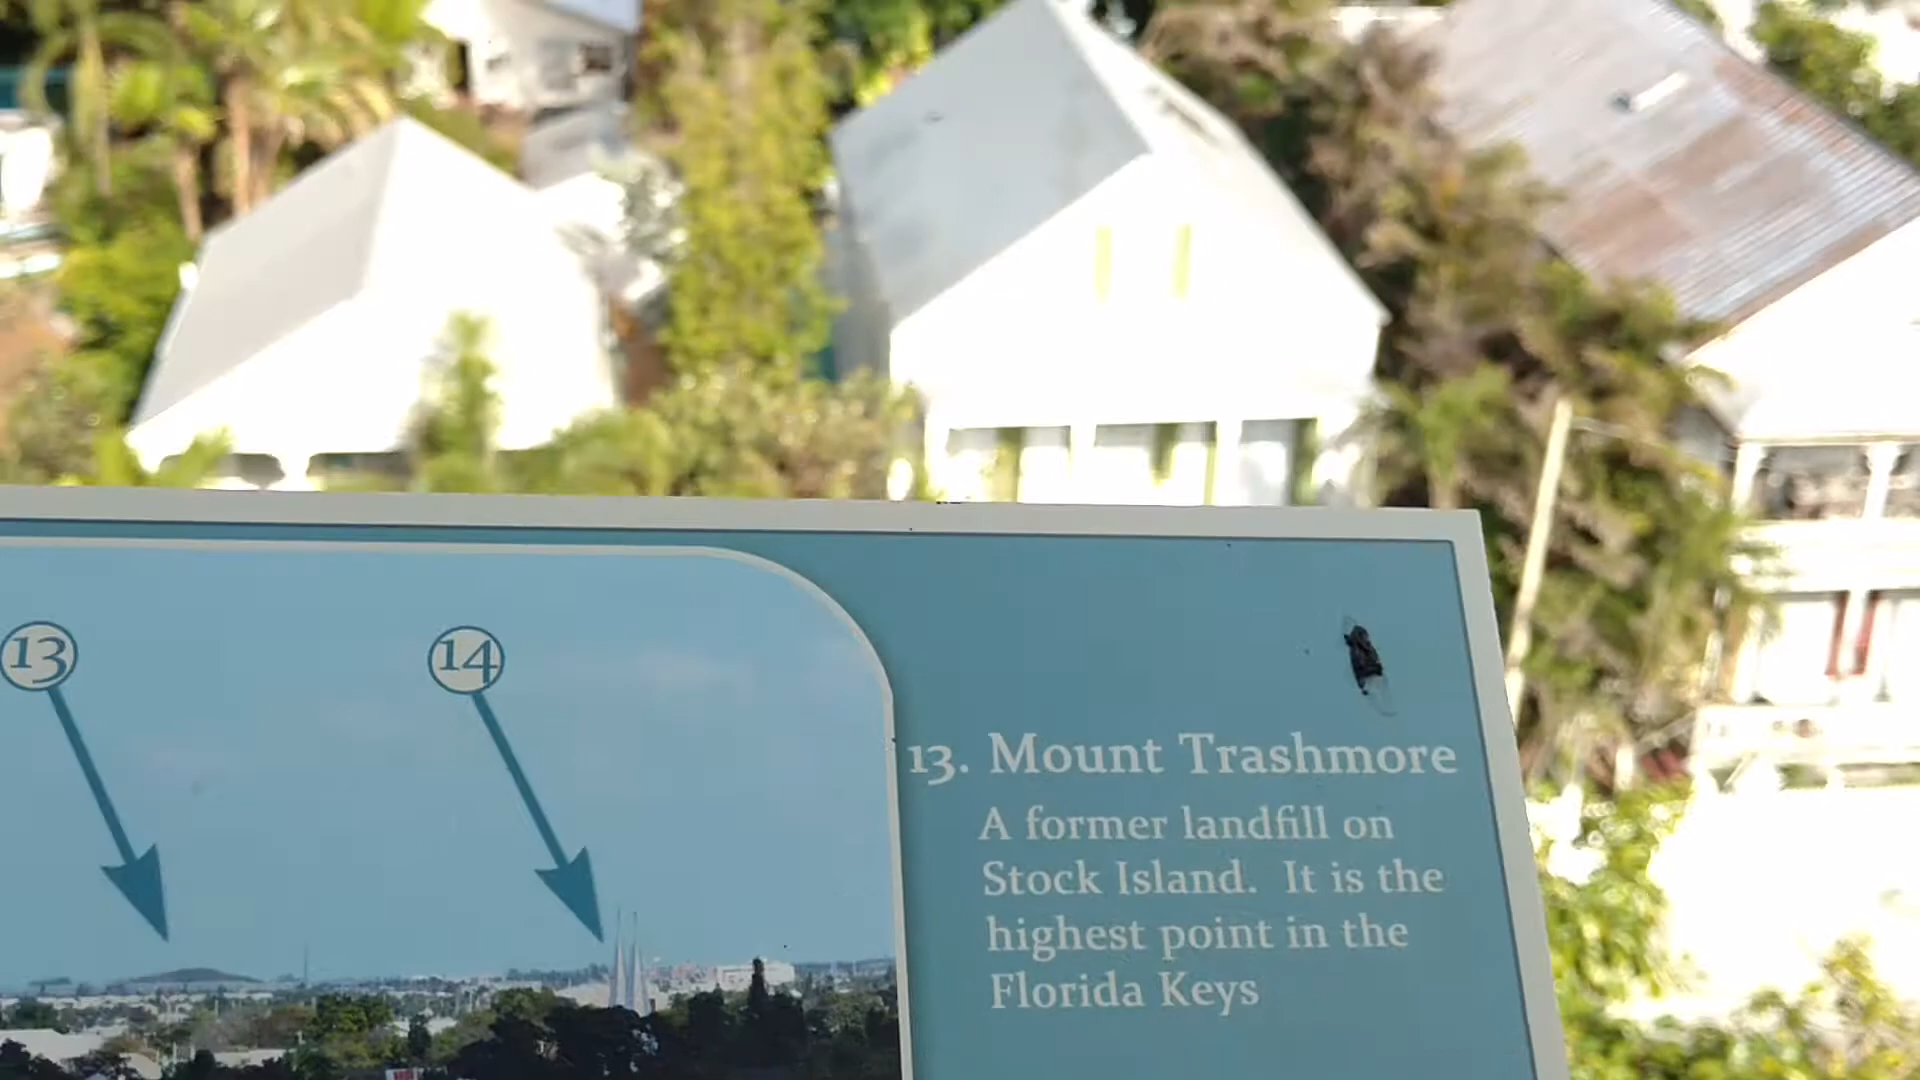 13
14
13. Mount Trashmore
A former landfill on
Stock Island. It is the
highest point in the
Florida Keys